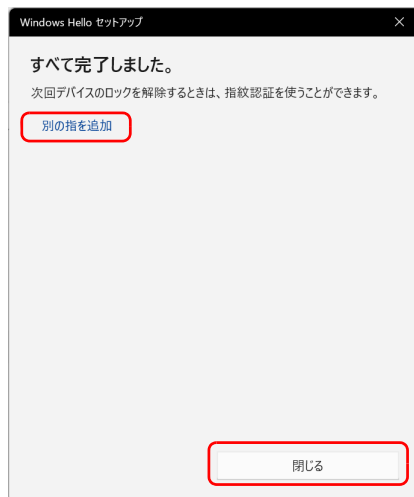 Windows Hello セットアップ
すべて完了しました。
次回デバイスのロックを解除するときは、指紋認証を使うことができます。
別の指を追加
閉じる